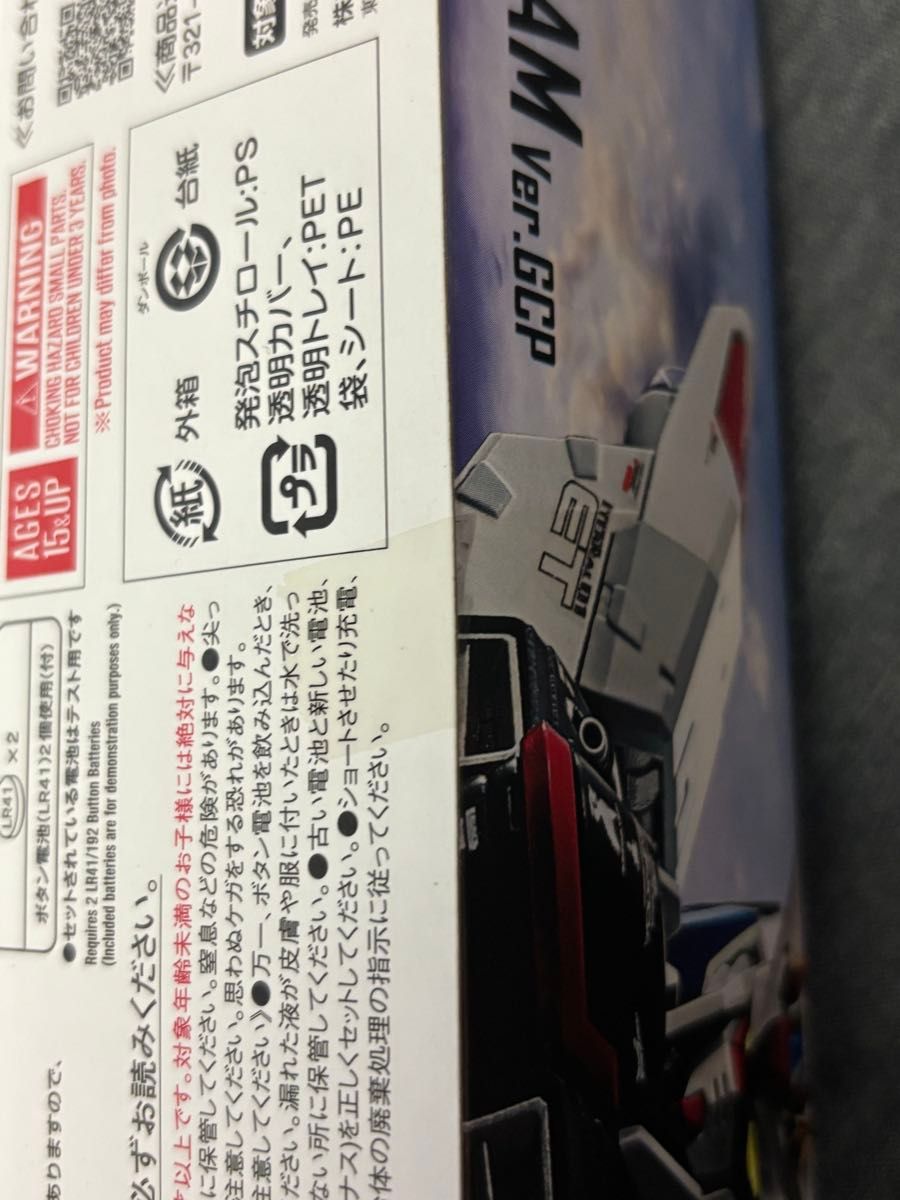 《お問い合
《商品
〒321-
対象
発売
株
⚠ WARNING
CHOKING HAZARD SMALL PARTS.
NOT FOR CHILDREN UNDER 3 YEARS.
AGES
15&UP
※Product may differ from photo.
紙 外箱
ダンボール
台紙
プラ
発泡スチロール:PS
透明カバー、
透明トレイ:PET
袋、シート:PE
LR41 ×2
ボタン電池(LR41)2個使用(付)
●セットされている電池はテスト用です
Requires 2 LR41/192 Button Batteries
(Included batteries are for demonstration purposes only.)
ありますので、
必ずお読みください。
以上です。対象年齢未満のお子様には絶対に与えな
に保管してください。窒息などの危険があります。●尖っ
注意してください。思わぬケガをする恐れがあります。
意してください》●万一、ボタン電池を飲み込んだとき、
ださい。漏れた液が皮膚や服に付いたときは水で洗っ
ない所に保管してください。●古い電池と新しい電池、
ナス)を正しくセットしてください。●ショートさせたり充電、
体の廃棄処理の指示に従ってください。
AM Ver.GCP
ET